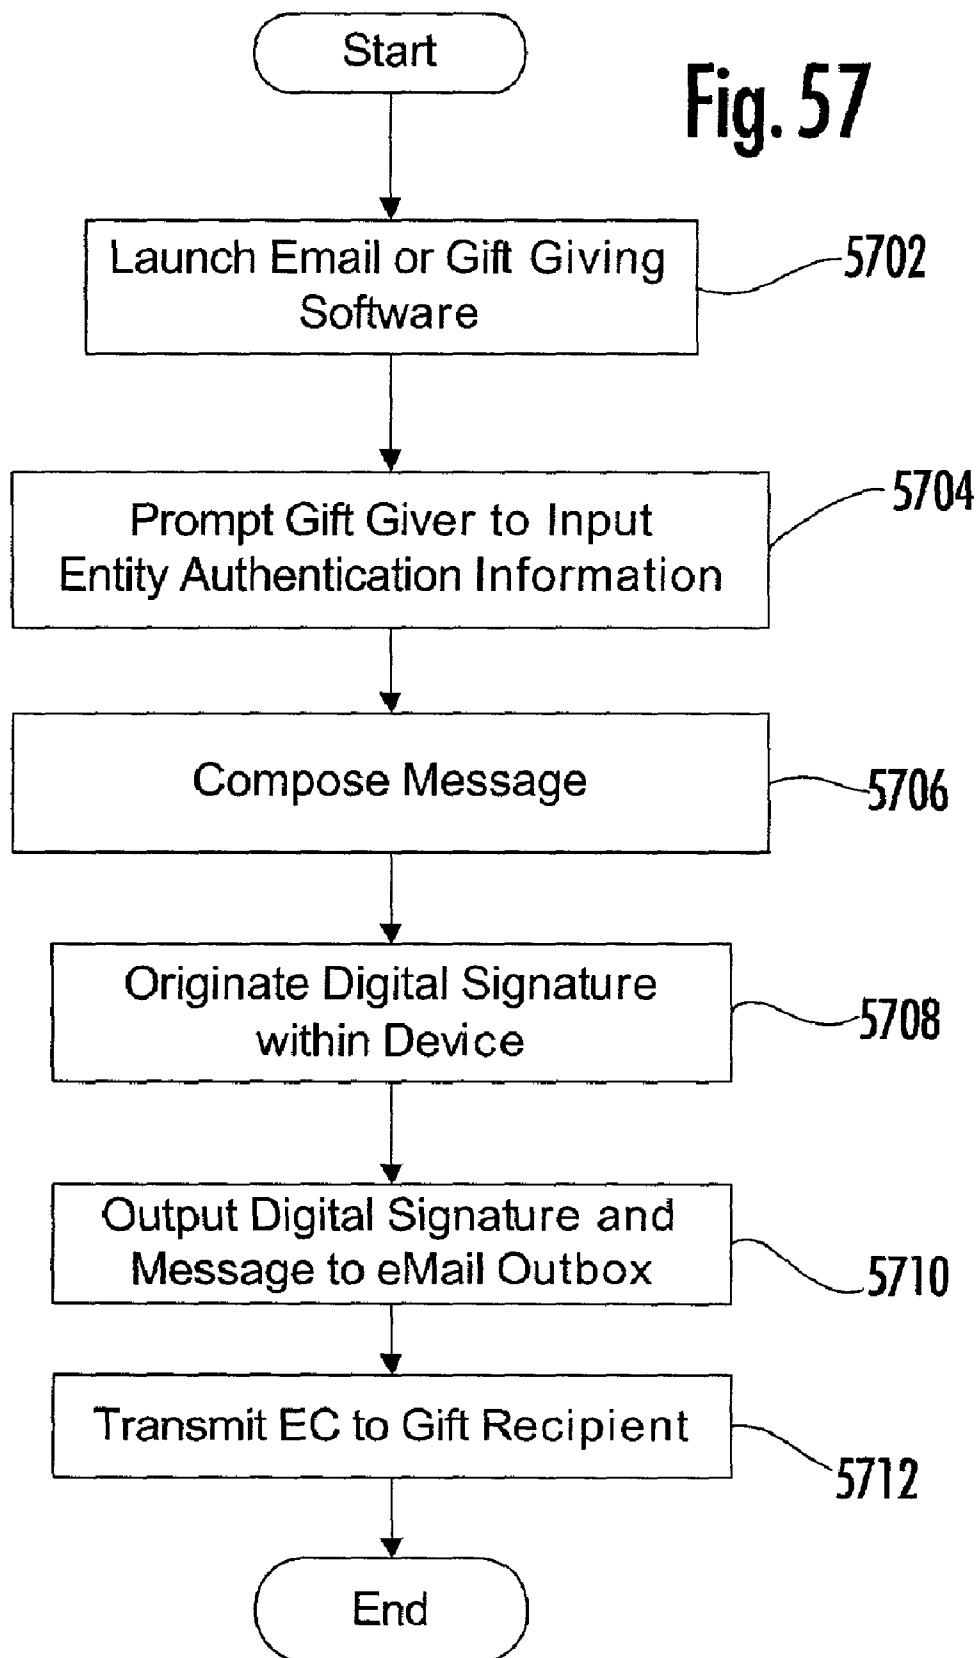 Start
Fig. 57
Launch Email or Gift Giving
Software
5702
Prompt Gift Giver to Input
Entity Authentication Information
5704
Compose Message
5706
Originate Digital Signature
within Device
5708
Output Digital Signature and
Message to eMail Outbox
5710
Transmit EC to Gift Recipient
5712
End